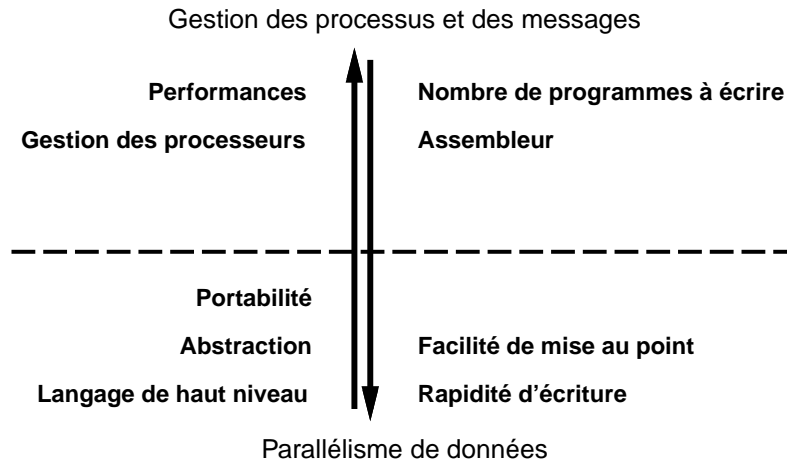 Gestion des processus et des messages
Performances
Nombre de programmes à écrire
Gestion des processeurs
Assembleur
Portabilité
Abstraction
Facilité de mise au point
Langage de haut niveau
Rapidité d’écriture
Parallélisme de données